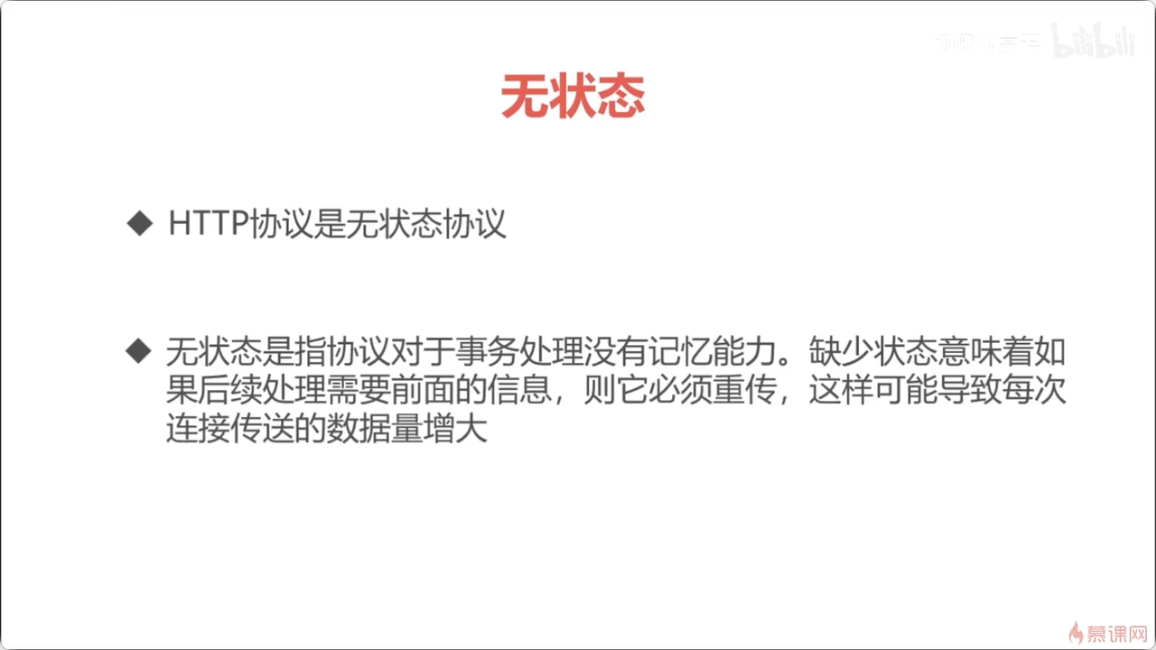 bilibili
无状态
◆ HTTP协议是无状态协议
◆ 无状态是指协议对于事务处理没有记忆能力。缺少状态意味着如
果后续处理需要前面的信息，则它必须重传，这样可能导致每次
连接传送的数据量增大
慕课网